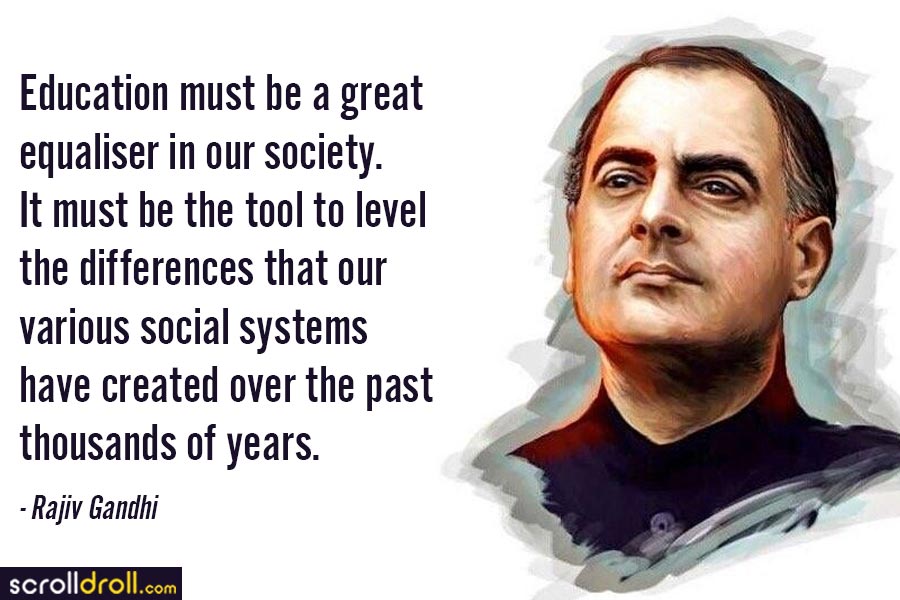 Education must be a great
equaliser in our society.
It must be the tool to level
the differences that our
various social systems
have created over the past
thousands of years.
- Rajiv Gandhi
scrolldroll.com